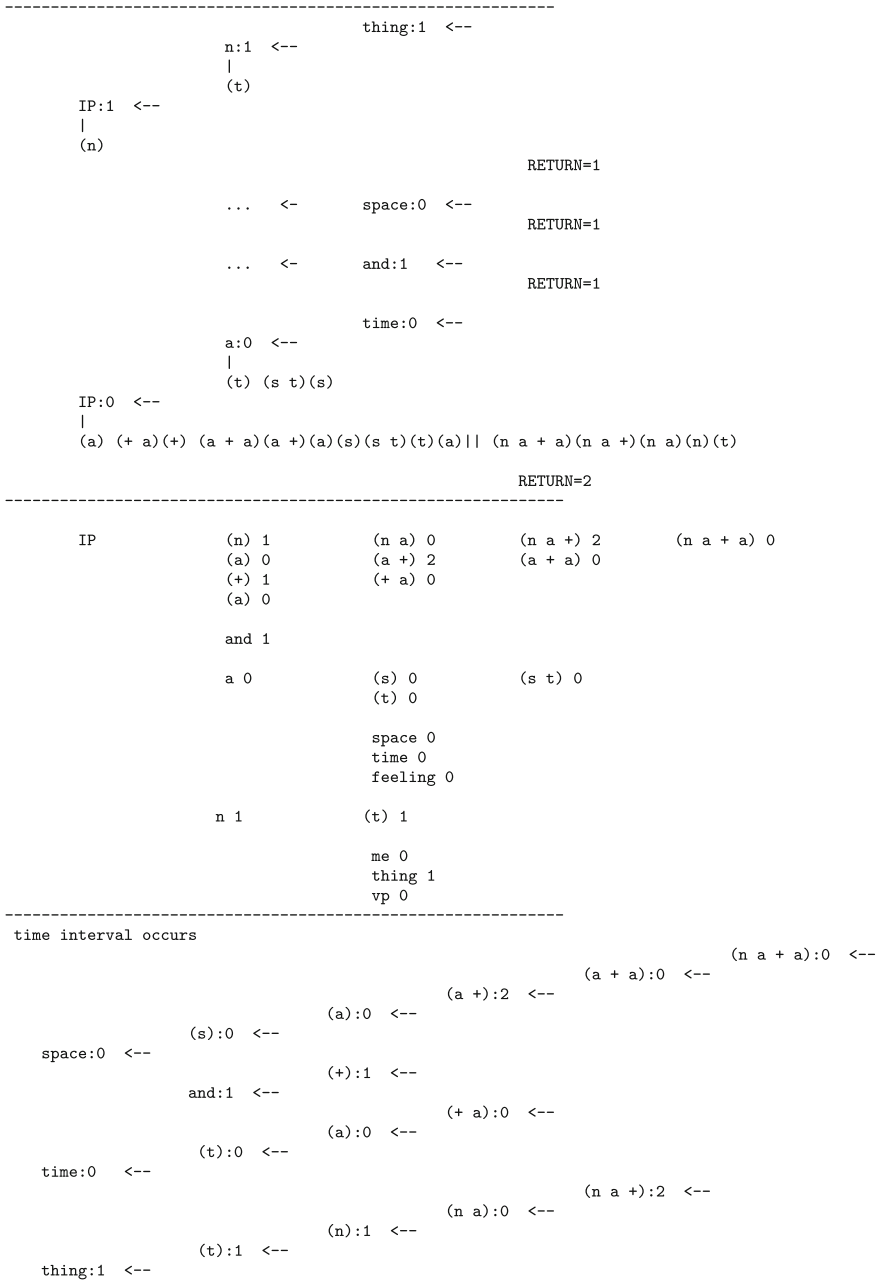 -------------------------------------------------------------
                                        thing:1  <--
                         n:1  <--
                         |
                         (t)
         IP:1  <--
         |
         (n)
                                                          RETURN=1

                         ...   <-       space:0  <--
                                                          RETURN=1

                         ...   <-       and:1   <--
                                                          RETURN=1

                                        time:0  <--
                         a:0  <--
                         |
                         (t) (s t)(s)
         IP:0  <--
         |
         (a) (+ a)(+) (a + a)(a +)(a)(s)(s t)(t)(a)|| (n a + a)(n a +)(n a)(n)(t)

                                                         RETURN=2
--------------------------------------------------------------

         IP              (n) 1           (n a) 0         (n a +) 2        (n a + a) 0
                         (a) 0           (a +) 2         (a + a) 0
                         (+) 1           (+ a) 0
                         (a) 0

                         and 1

                         a 0             (s) 0           (s t) 0
                                         (t) 0

                                         space 0
                                         time 0
                                         feeling 0

                        n 1             (t) 1

                                         me 0
                                         thing 1
                                         vp 0
--------------------------------------------------------------
 time interval occurs
                                                                                (n a + a):0  <--
                                                                (a + a):0  <--
                                                 (a +):2  <--
                                    (a):0  <--
                     (s):0  <--
     space:0  <--
                                    (+):1  <--
                     and:1  <--
                                                 (+ a):0  <--
                                    (a):0  <--
                      (t):0  <--
     time:0   <--
                                                                (n a +):2  <--
                                                 (n a):0  <--
                                    (n):1  <--
                      (t):1  <--
     thing:1  <--